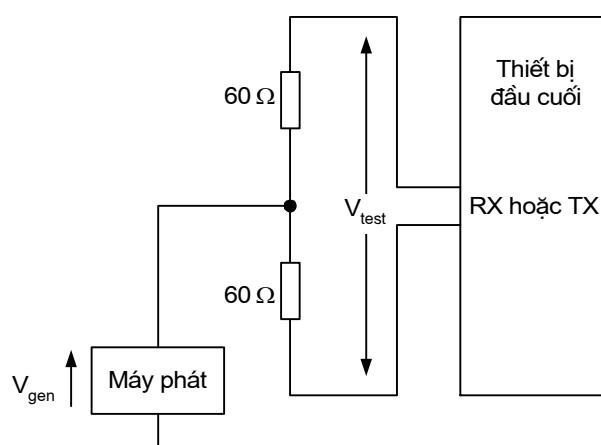 Thiết bị
đầu cuối
60 Ω
V_test
RX hoặc TX
60 Ω
V_gen
Máy phát